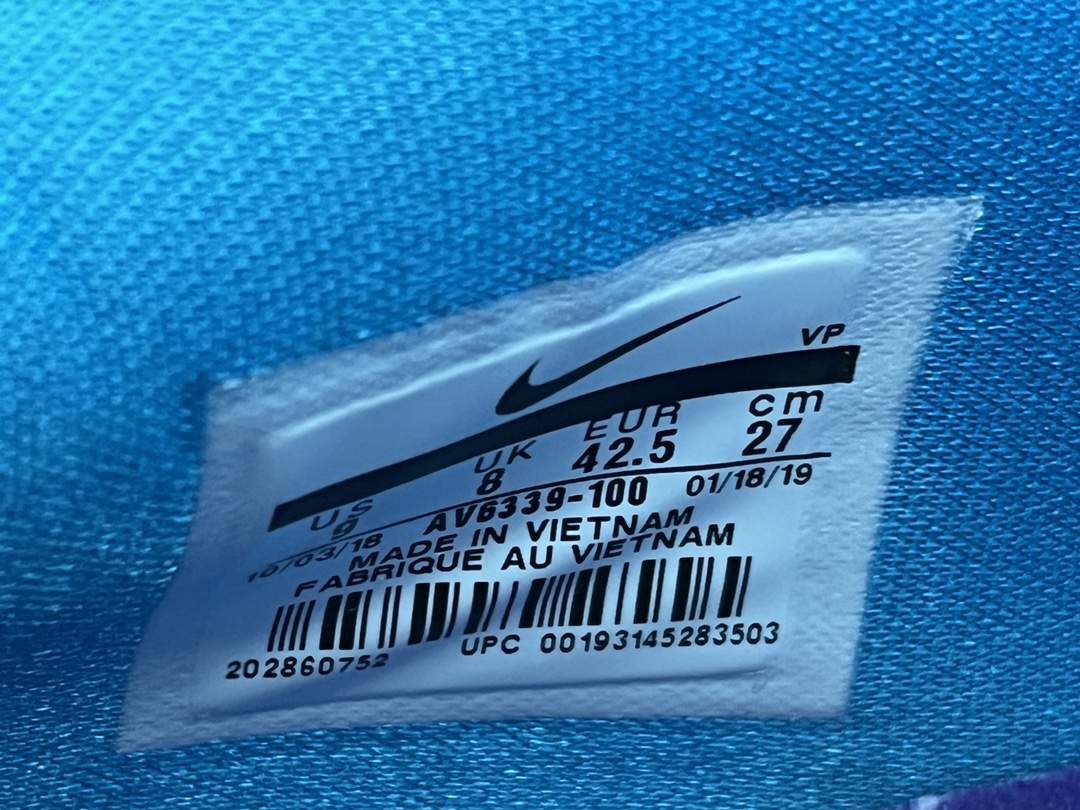 VP
US UK EUR cm
9 8 42.5 27
10/03/18 AV6339-100 01/18/19
MADE IN VIETNAM
FABRIQUE AU VIETNAM
202860752 UPC 00193145283503